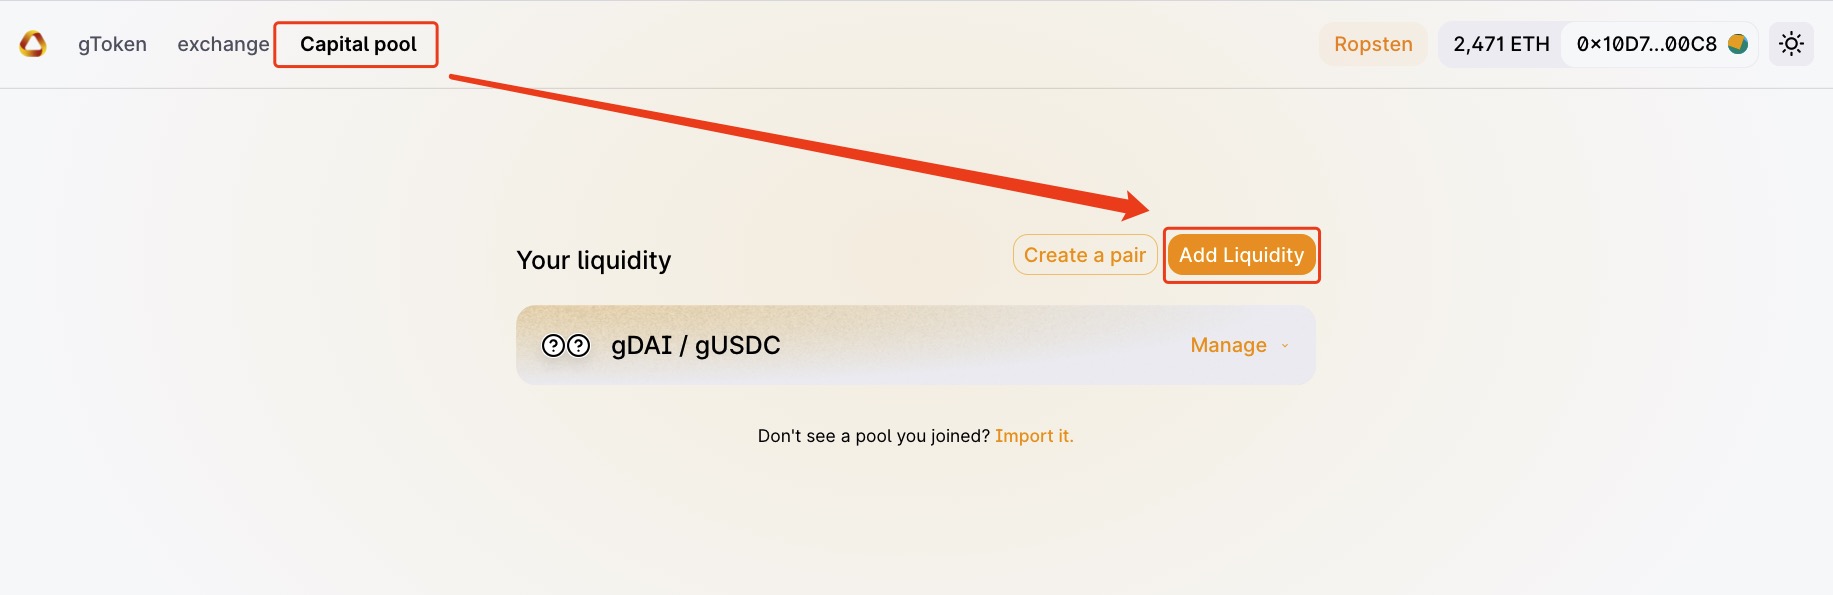 gToken exchange Capital pool Ropsten 2,471 ETH 0x10D7...00C8
Your liquidity Create a pair Add Liquidity
? ? gDAI / gUSDC Manage
Don't see a pool you joined? Import it.